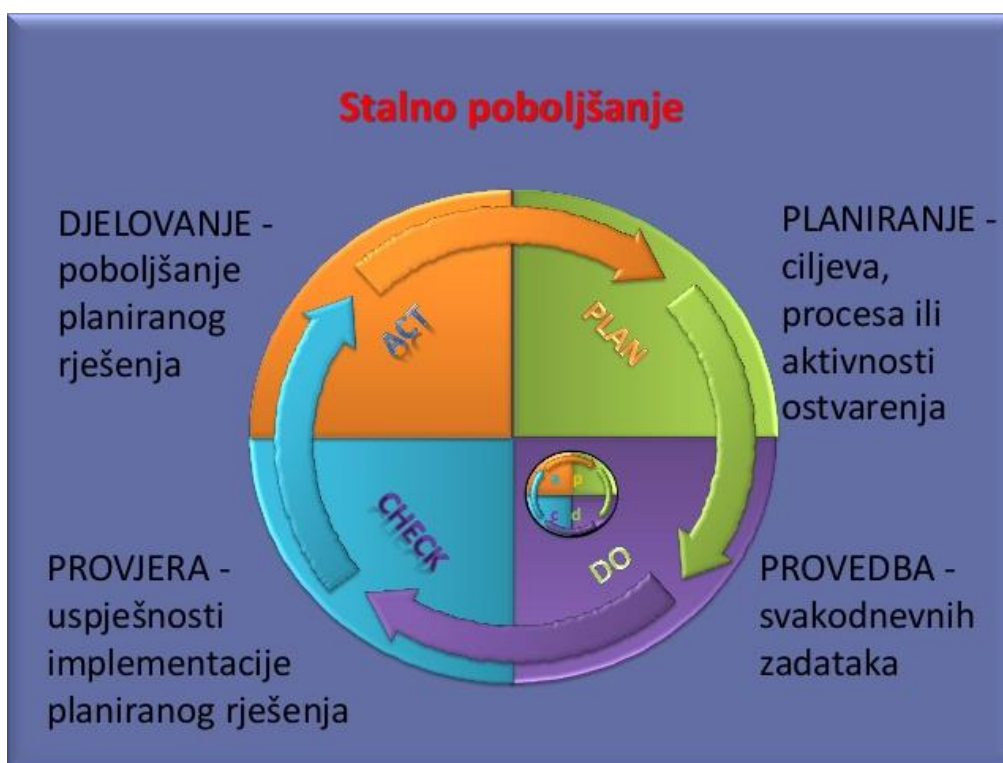 Stalno poboljšanje
DJELOVANJE -
poboljšanje
planiranog
rješenja
PLANIRANJE -
ciljeva,
procesa ili
aktivnosti
ostvarenja
ACT
PLAN
a p
c d
CHECK
DO
PROVJERA -
uspješnosti
implementacije
planiranog rješenja
PROVEDBA -
svakodnevnih
zadataka